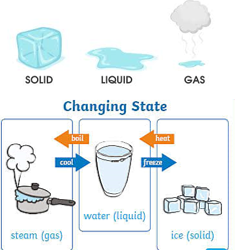 SOLID LIQUID GAS
Changing State
boil heat
cool freeze
water (liquid)
steam (gas) ice (solid)